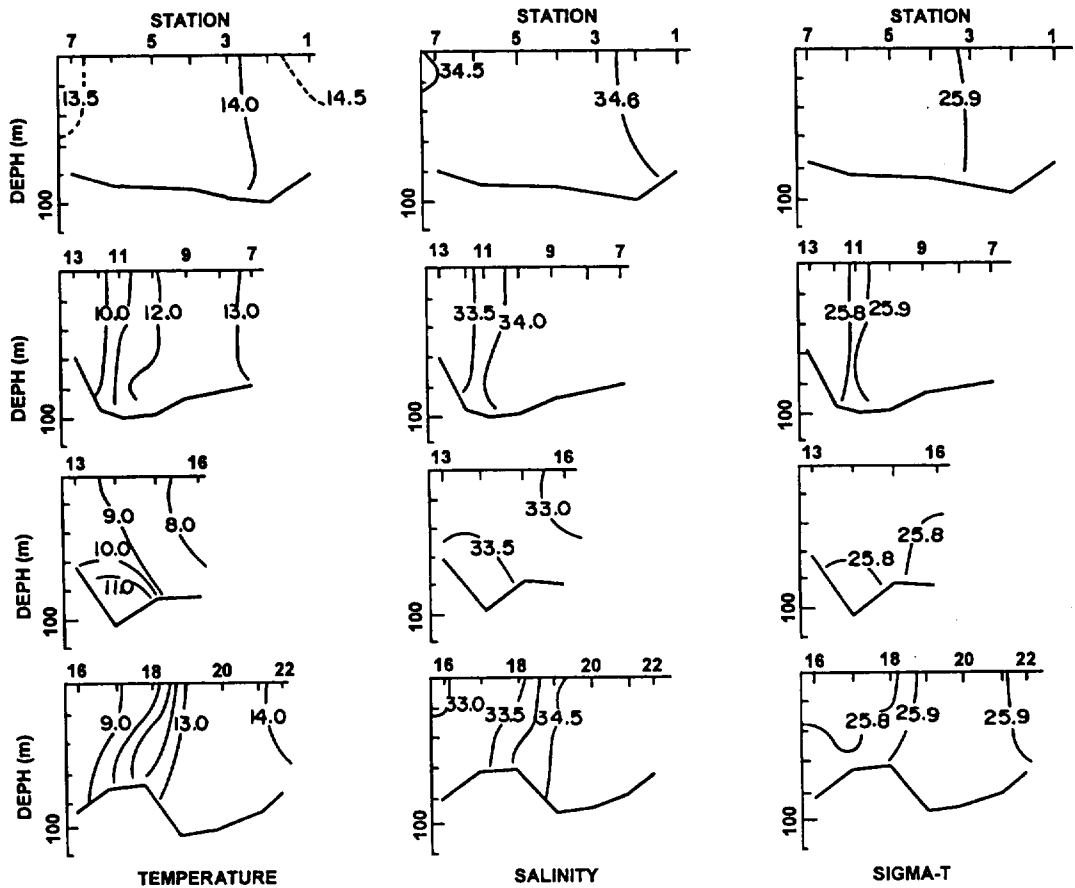 STATION STATION STATION
7 5 3 1 7 5 3 1 7 5 3 1
13.5 14.0 14.5 34.5 34.6 25.9
DEPH (m)
100 100 100
13 11 9 7 13 11 9 7 13 11 9 7
10.0 12.0 13.0 33.5 34.0 25.8 25.9
DEPH (m)
100 100 100
13 16 13 16 13 16
9.0 8.0 33.0
10.0 11.0 33.5 25.8 25.8
DEPH (m)
100 100 100
16 18 20 22 16 18 20 22 16 18 20 22
9.0 13.0 14.0 33.0 33.5 34.5 25.8 25.9 25.9
DEPH (m)
100 100 100
TEMPERATURE SALINITY SIGMA-T